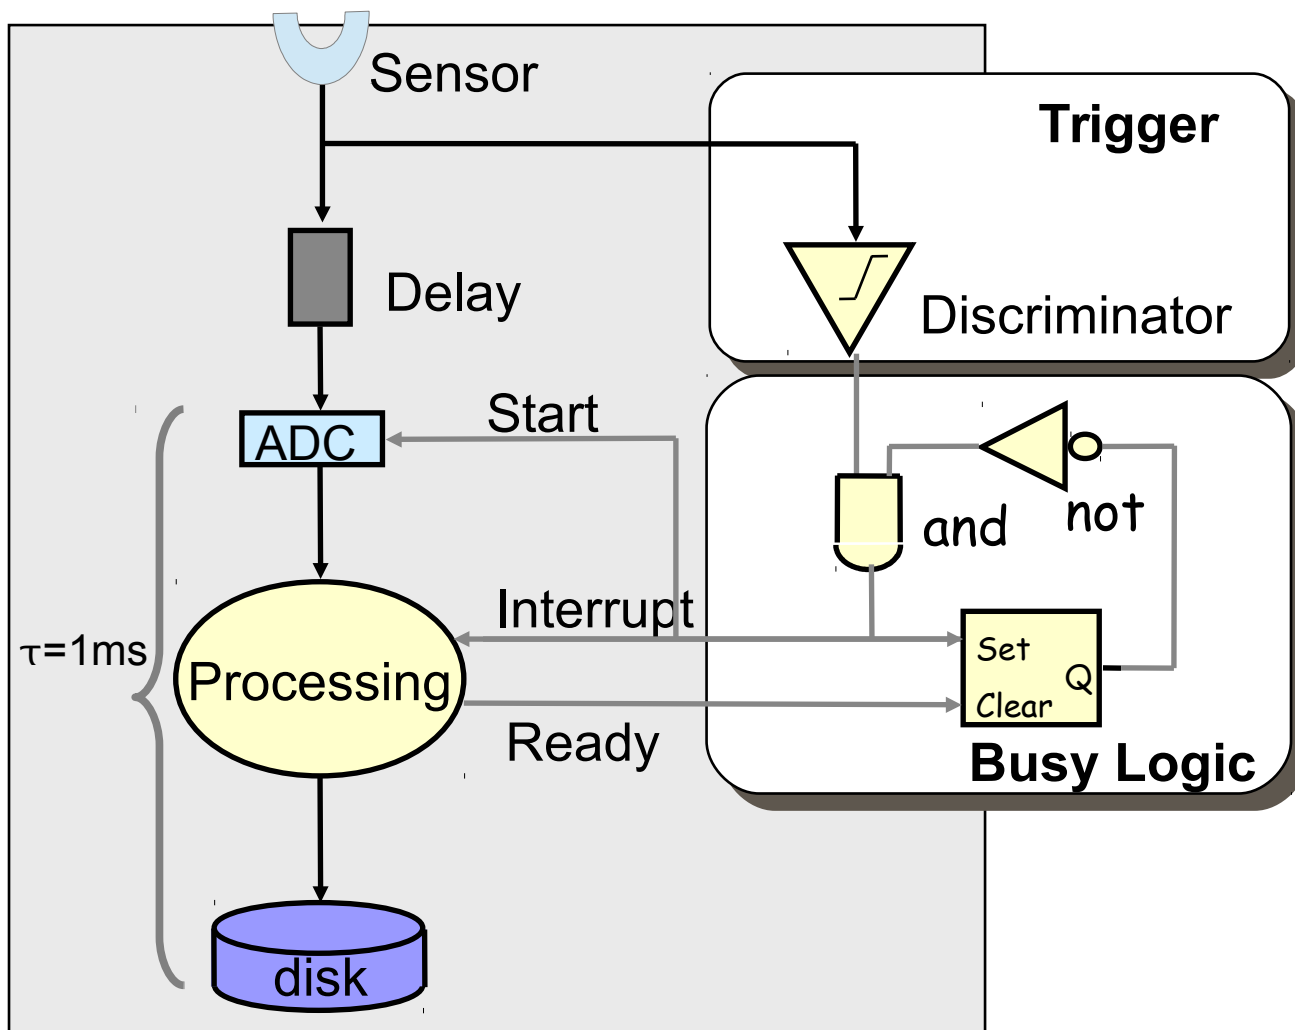 Sensor
Trigger
Delay
Discriminator
Start
ADC
and
not
Interrupt
τ=1ms
Processing
Set
Q
Clear
Ready
Busy Logic
disk